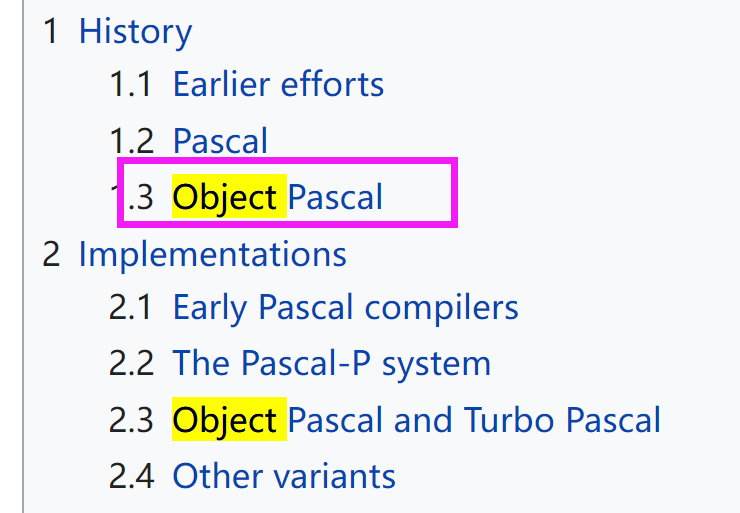 1 History
1.1 Earlier efforts
1.2 Pascal
1.3 Object Pascal
2 Implementations
2.1 Early Pascal compilers
2.2 The Pascal-P system
2.3 Object Pascal and Turbo Pascal
2.4 Other variants